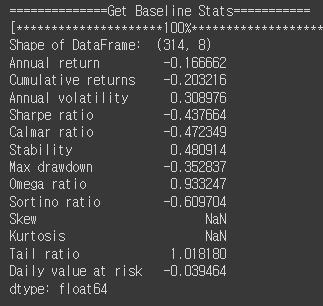 ==============Get Baseline Stats===========
[*********************100%********************
Shape of DataFrame:  (314, 8)
Annual return          -0.166662
Cumulative returns     -0.203216
Annual volatility       0.308976
Sharpe ratio           -0.437664
Calmar ratio           -0.472349
Stability               0.480914
Max drawdown           -0.352837
Omega ratio             0.933247
Sortino ratio          -0.609704
Skew                         NaN
Kurtosis                     NaN
Tail ratio              1.018180
Daily value at risk    -0.039464
dtype: float64